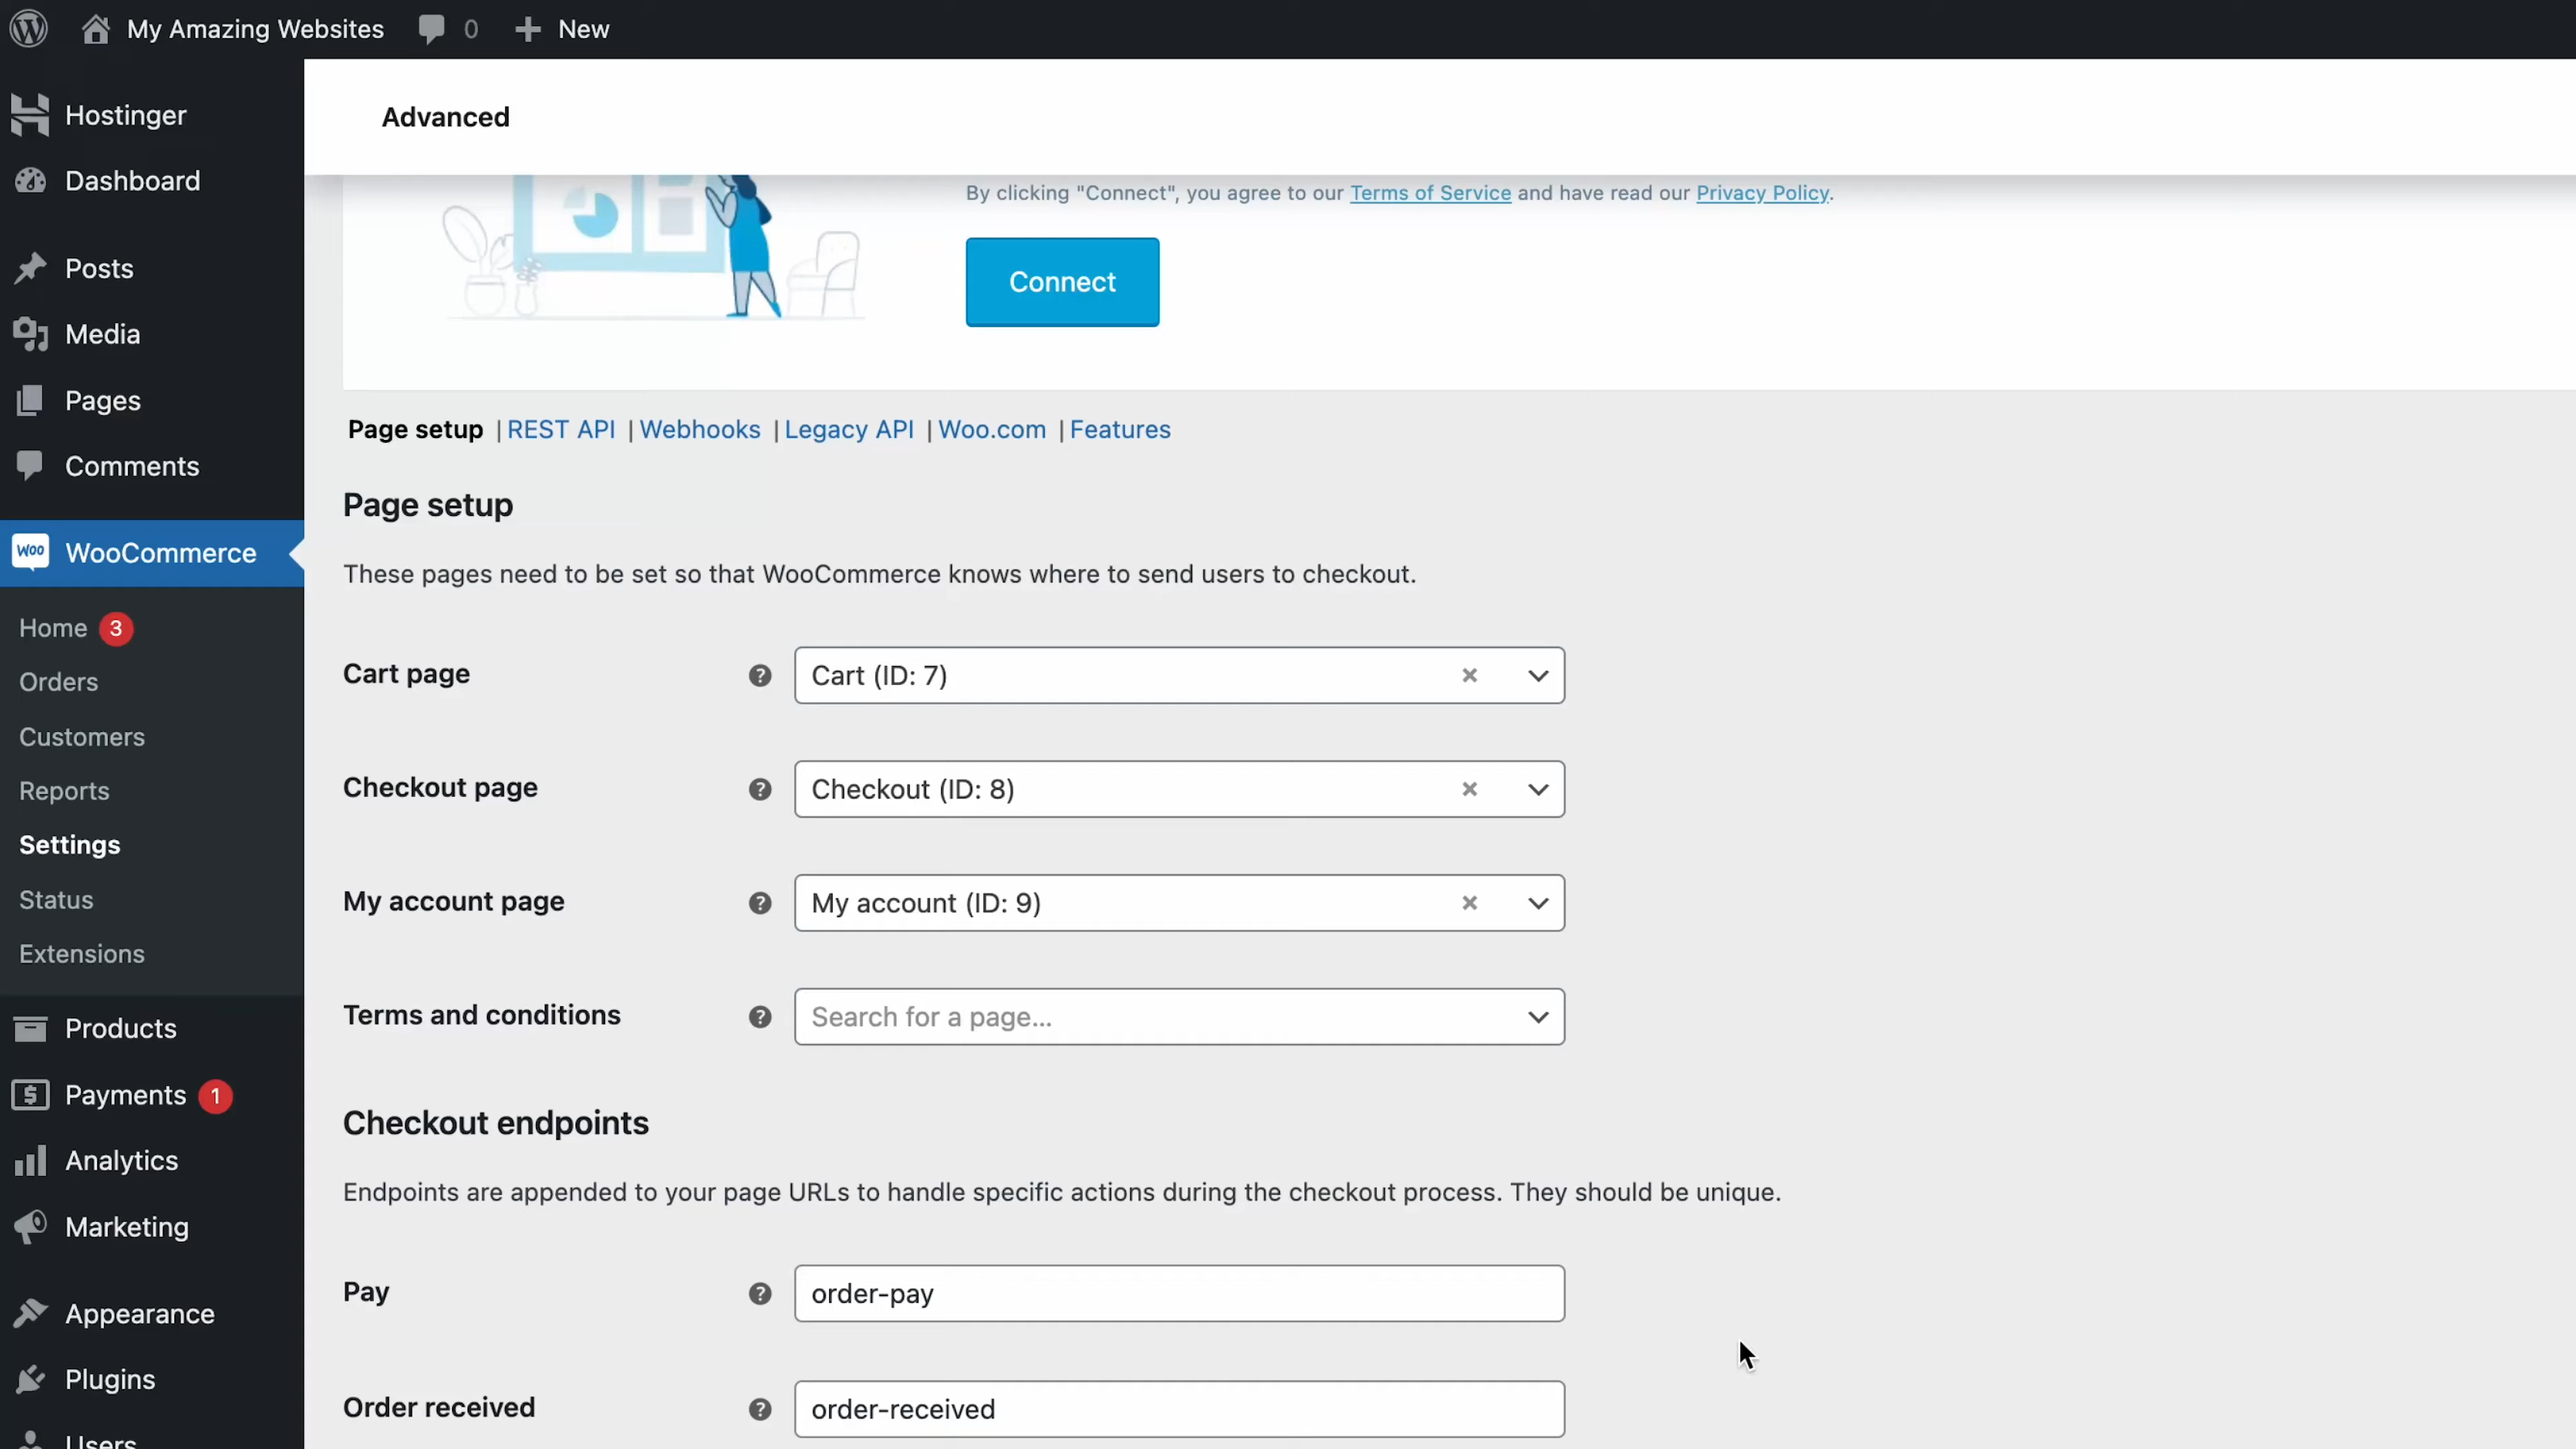 My Amazing Websites 0 New
Hostinger
Dashboard
Posts
Media
Pages
Comments
WooCommerce
Home 3
Orders
Customers
Reports
Settings
Status
Extensions
Products
Payments 1
Analytics
Marketing
Appearance
Plugins
Users
Advanced
By clicking "Connect", you agree to our Terms of Service and have read our Privacy Policy.
Connect
Page setup | REST API | Webhooks | Legacy API | Woo.com | Features
Page setup
These pages need to be set so that WooCommerce knows where to send users to checkout.
Cart page ? Cart (ID: 7) ×
Checkout page ? Checkout (ID: 8) ×
My account page ? My account (ID: 9) ×
Terms and conditions ? Search for a page...
Checkout endpoints
Endpoints are appended to your page URLs to handle specific actions during the checkout process. They should be unique.
Pay ? order-pay
Order received ? order-received